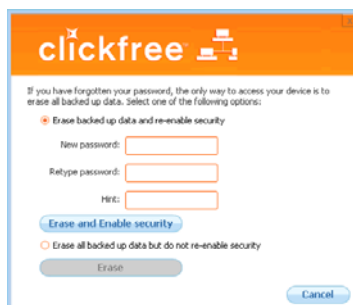 clickfree
If you have forgotten your password, the only way to access your device is to
erase all backed up data. Select one of the following options:
Erase backed up data and re-enable security
New password:
Retype password:
Hint:
Erase and Enable security
Erase all backed up data but do not re-enable security
Erase
Cancel